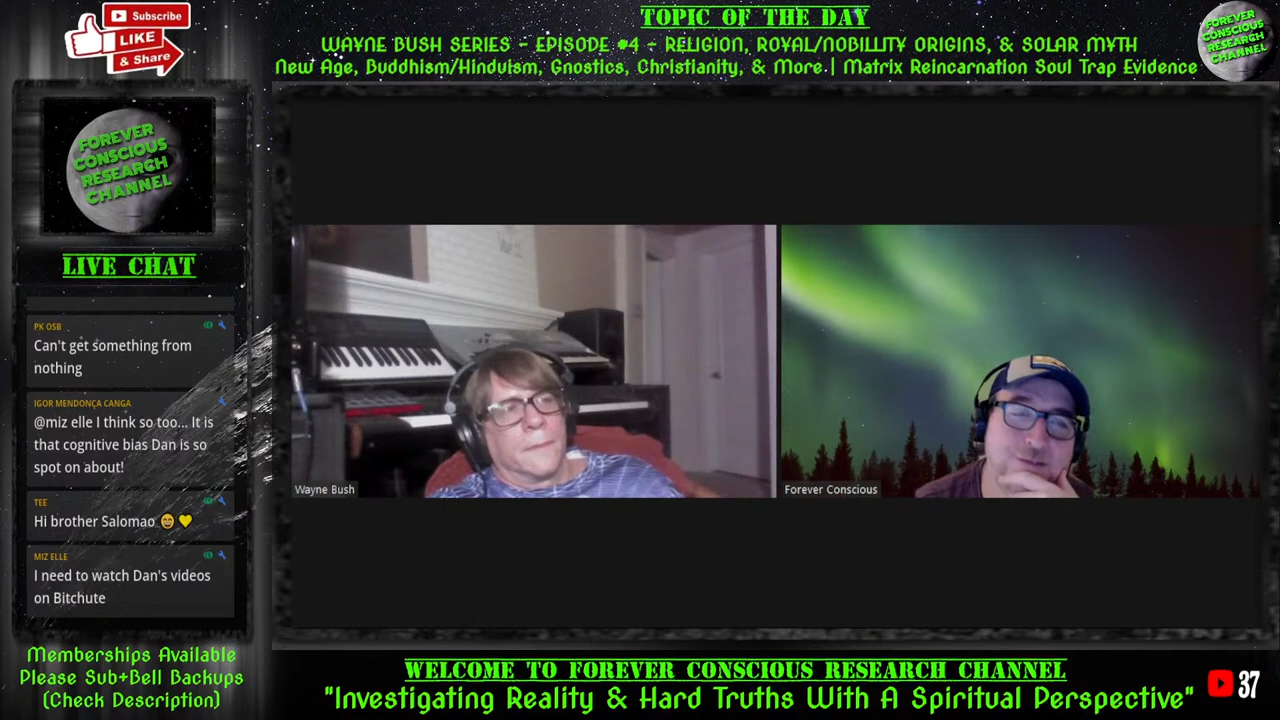 Subscribe
LIKE
& Share
TOPIC OF THE DAY
WAYNE BUSH SERIES - EPISODE #4 - RELIGION, ROYAL/NOBILLITY ORIGINS, & SOLAR MYTH
New Age, Buddhism/Hinduism, Gnostics, Christianity, & More | Matrix Reincarnation Soul Trap Evidence
FOREVER
CONSCIOUS
RESEARCH
CHANNEL
FOREVER
CONSCIOUS
RESEARCH
CHANNEL
LIVE CHAT
PK OSB
Can't get something from
nothing
IGOR MENDONÇA CANGA
@miz elle I think so too... It is
that cognitive bias Dan is so
spot on about!
TEE
Hi brother Salomao 😁💛
MIZ ELLE
I need to watch Dan's videos
on Bitchute
Wayne Bush
Forever Conscious
Memberships Available
Please Sub+Bell Backups
(Check Description)
WELCOME TO FOREVER CONSCIOUS RESEARCH CHANNEL
"Investigating Reality & Hard Truths With A Spiritual Perspective"
37